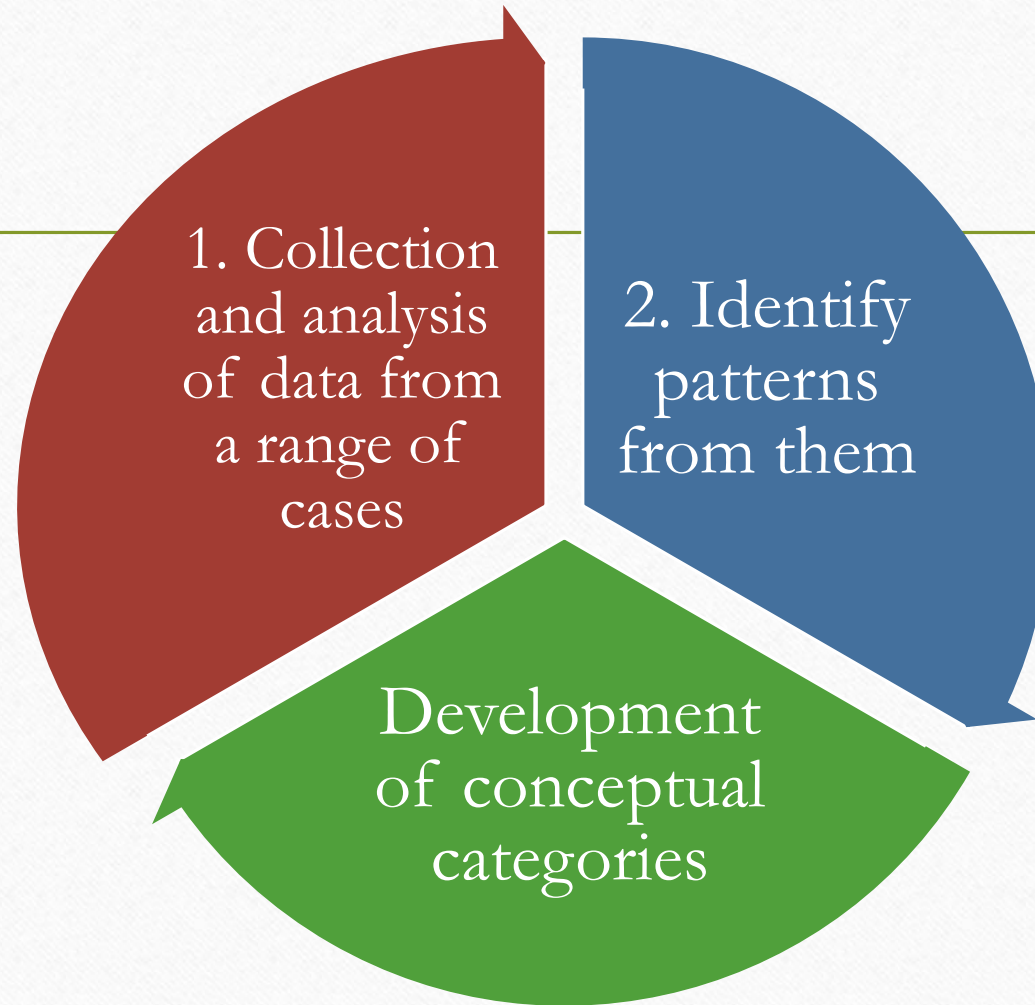 1. Collection
and analysis
of data from
a range of
cases
2. Identify
patterns
from them
Development
of conceptual
categories